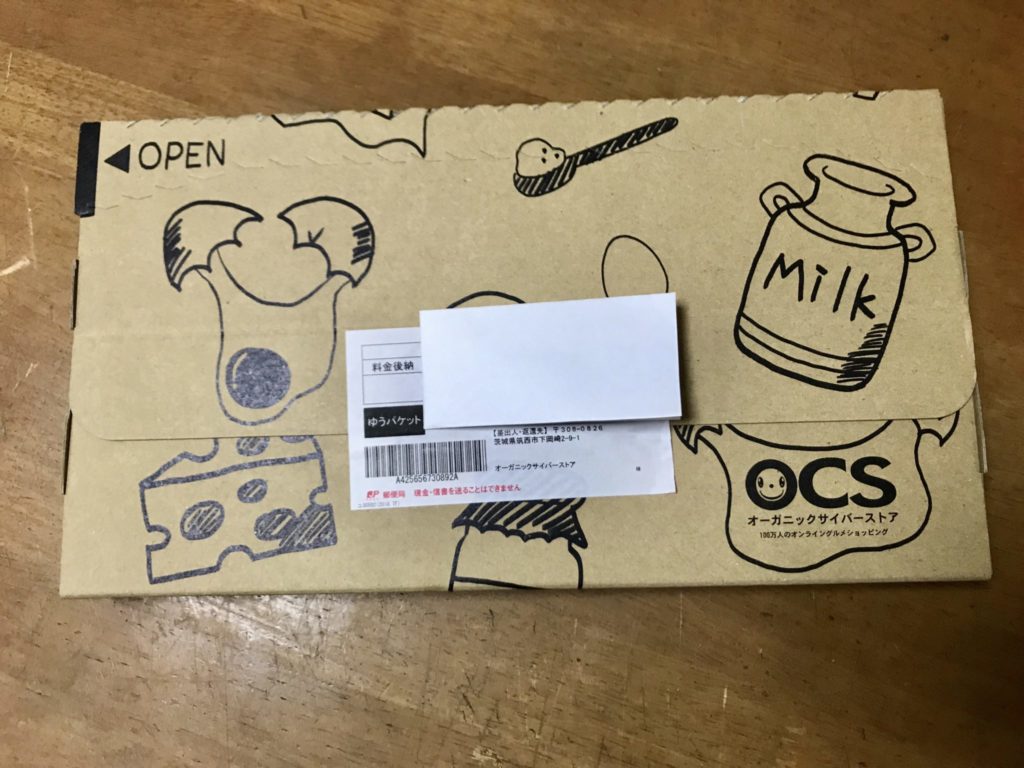 OPEN
Milk
料金後納
ゆうパケット
【差出人・返還先】 〒308-0826
茨城県筑西市下岡崎2-9-1
オーガニックサイバーストア
様
A425656730892A
郵便局 現金・信書を送ることはできません
OCS
オーガニックサイバーストア
100万人のオンライングルメショッピング